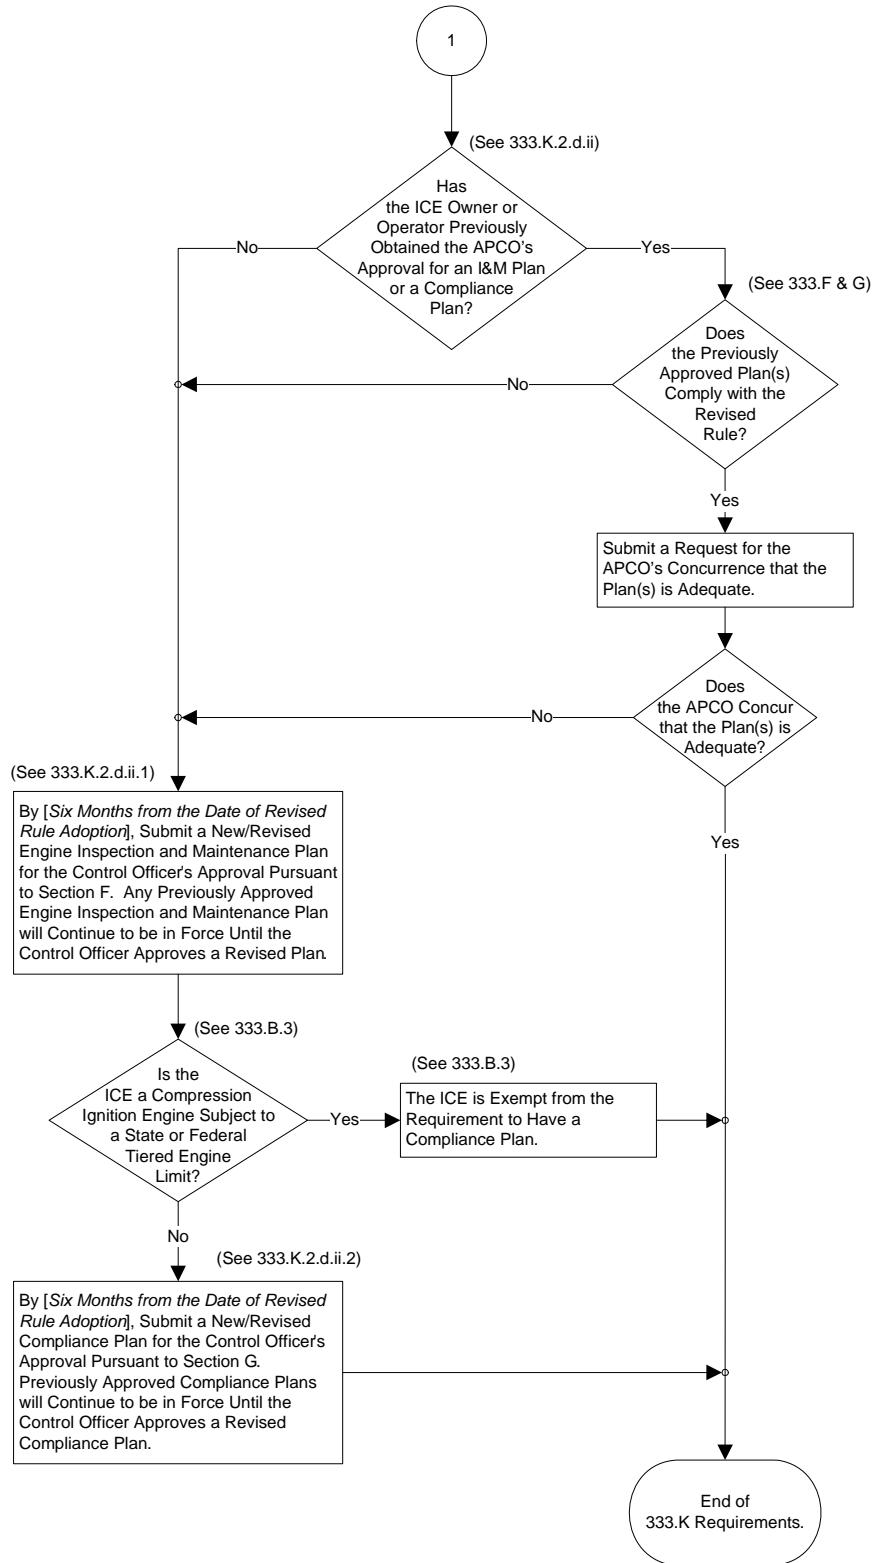 1
(See 333.K.2.d.ii)
Has
the ICE Owner or
Operator Previously
Obtained the APCO's
Approval for an I&M Plan
or a Compliance
Plan?
No
Yes
(See 333.F & G)
Does
the Previously
Approved Plan(s)
Comply with the
Revised
Rule?
No
Yes
Submit a Request for the
APCO's Concurrence that the
Plan(s) is Adequate.
Does
the APCO Concur
that the Plan(s) is
Adequate?
No
Yes
(See 333.K.2.d.ii.1)
By [Six Months from the Date of Revised
Rule Adoption], Submit a New/Revised
Engine Inspection and Maintenance Plan
for the Control Officer's Approval Pursuant
to Section F.  Any Previously Approved
Engine Inspection and Maintenance Plan
will Continue to be in Force Until the
Control Officer Approves a Revised Plan.
(See 333.B.3)
Is the
ICE a Compression
Ignition Engine Subject to
a State or Federal
Tiered Engine
Limit?
Yes
(See 333.B.3)
The ICE is Exempt from the
Requirement to Have a
Compliance Plan.
No
(See 333.K.2.d.ii.2)
By [Six Months from the Date of Revised
Rule Adoption], Submit a New/Revised
Compliance Plan for the Control Officer's
Approval Pursuant to Section G.
Previously Approved Compliance Plans
will Continue to be in Force Until the
Control Officer Approves a Revised
Compliance Plan.
End of
333.K Requirements.